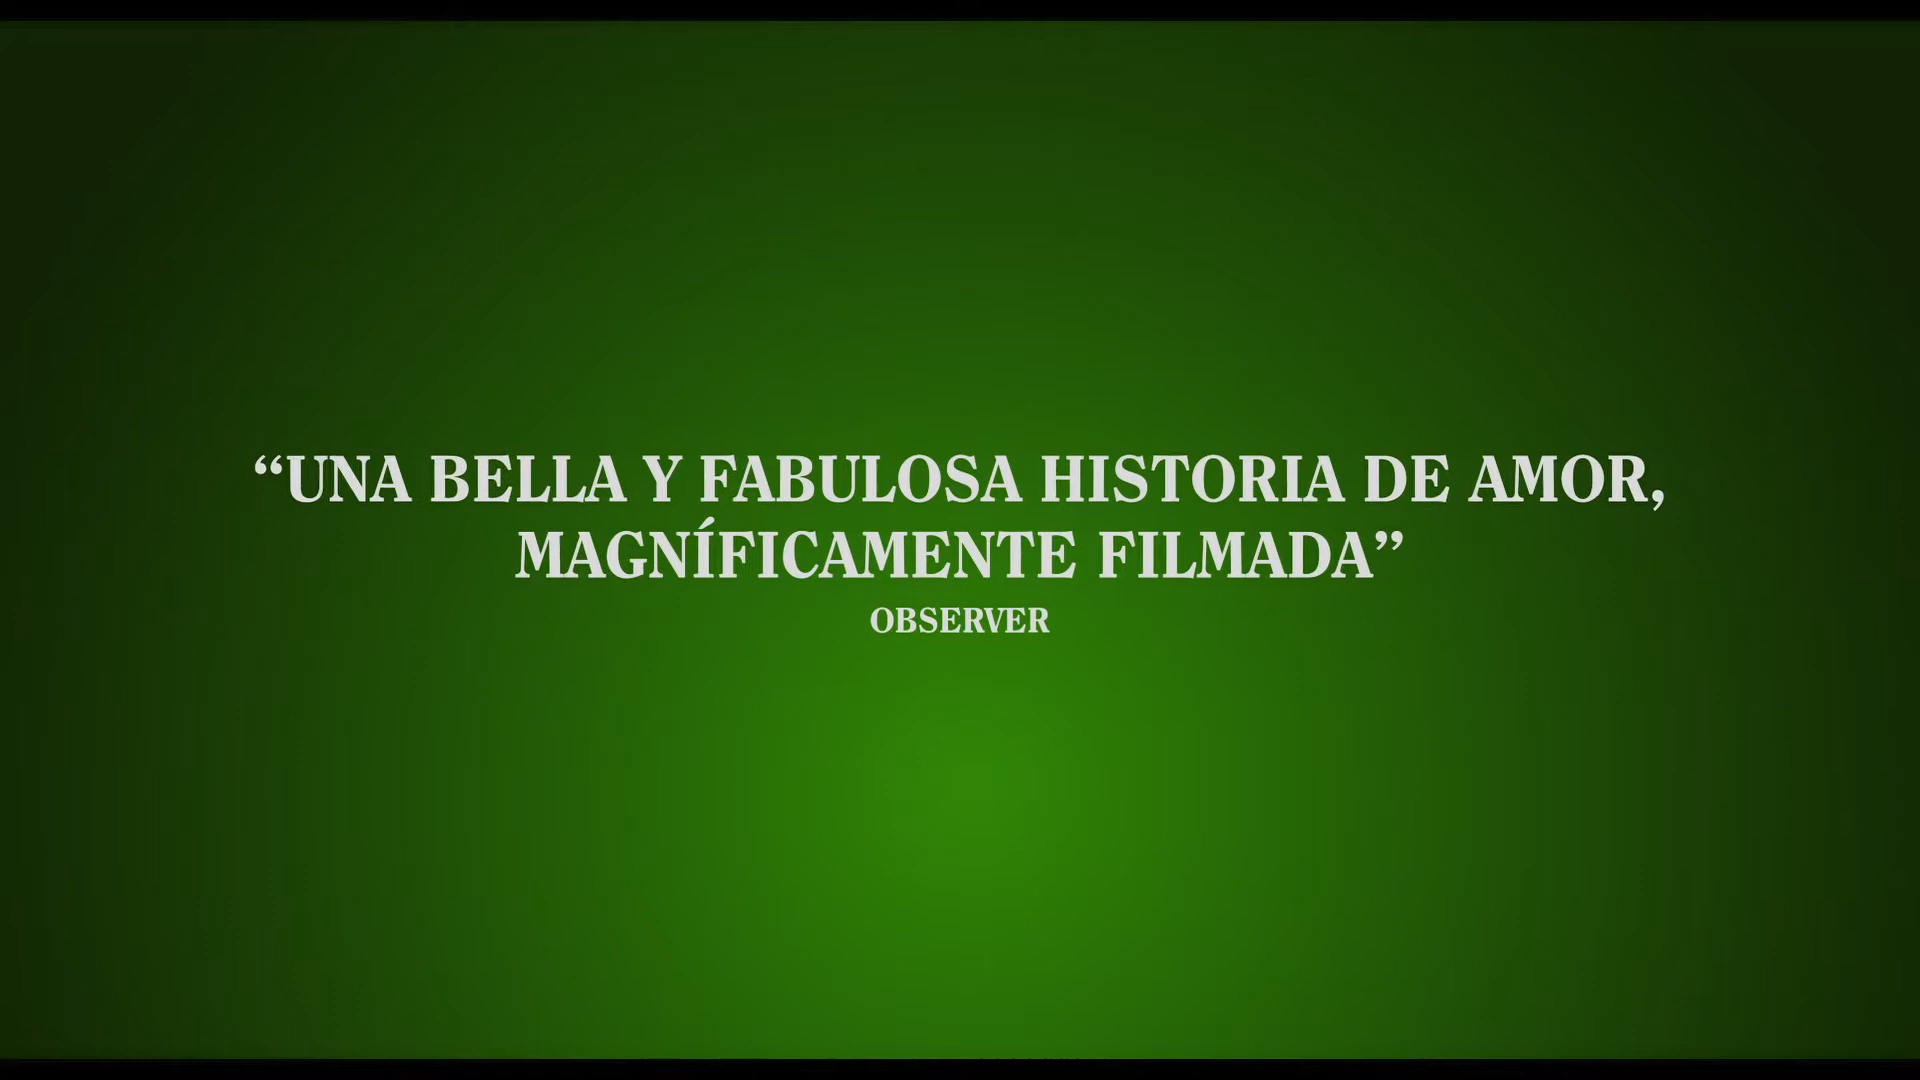 “UNA BELLA Y FABULOSA HISTORIA DE AMOR,
MAGNÍFICAMENTE FILMADA”
OBSERVER